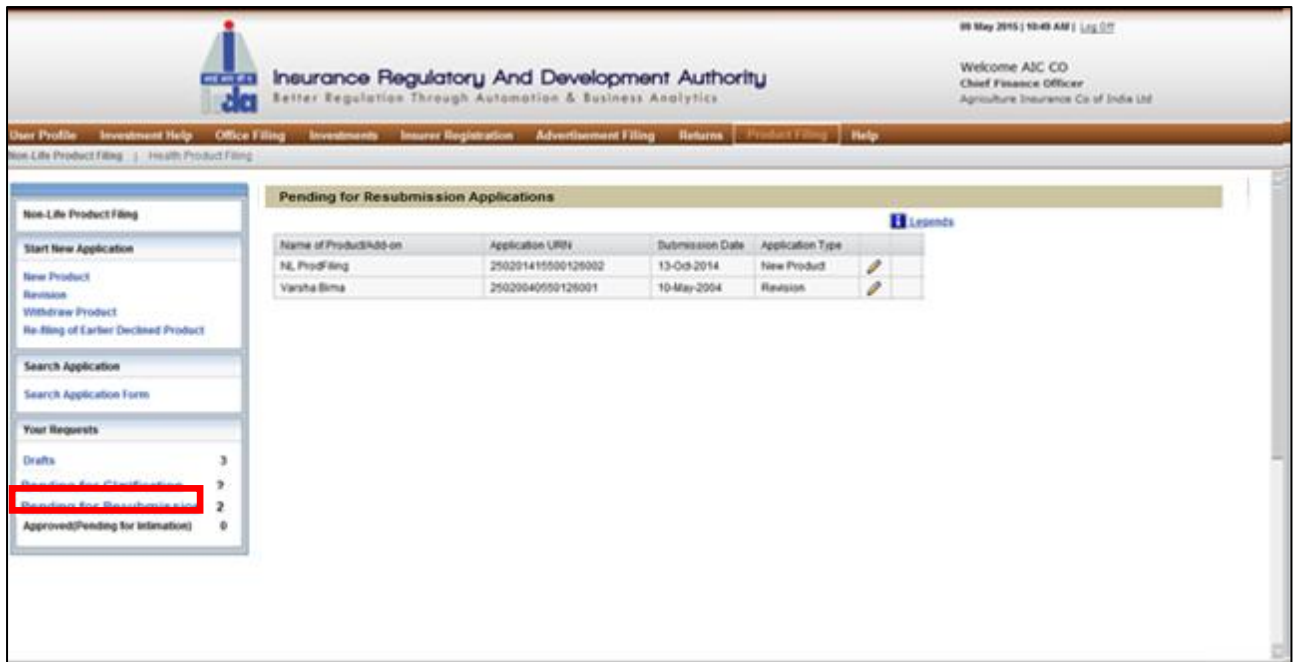 09 May 2015 | 10:49 AM | Log Off
Insurance Regulatory And Development Authority
Better Regulation Through Automation & Business Analytics
Welcome AIC CO
Chief Finance Officer
Agriculture Insurance Co of India Ltd
irda
User Profile Investment Help Office Filing Investments Insurer Registration Advertisement Filing Returns Product Filing Help
Non-Life Product Filing | Health Product Filing
Non-Life Product Filing
Start New Application
New Product
Revision
Withdraw Product
Re-filing of Earlier Declined Product
Search Application
Search Application Form
Your Requests
Drafts 3
Pending for Clarification 2
Pending for Resubmission 2
Approved(Pending for Intimation) 0
Pending for Resubmission Applications
i Legends
Name of Product/Add-on Application URN Submission Date Application Type
NL ProdFiling 250201415500126002 13-Oct-2014 New Product
Varsha Bima 25020040550126001 10-May-2004 Revision